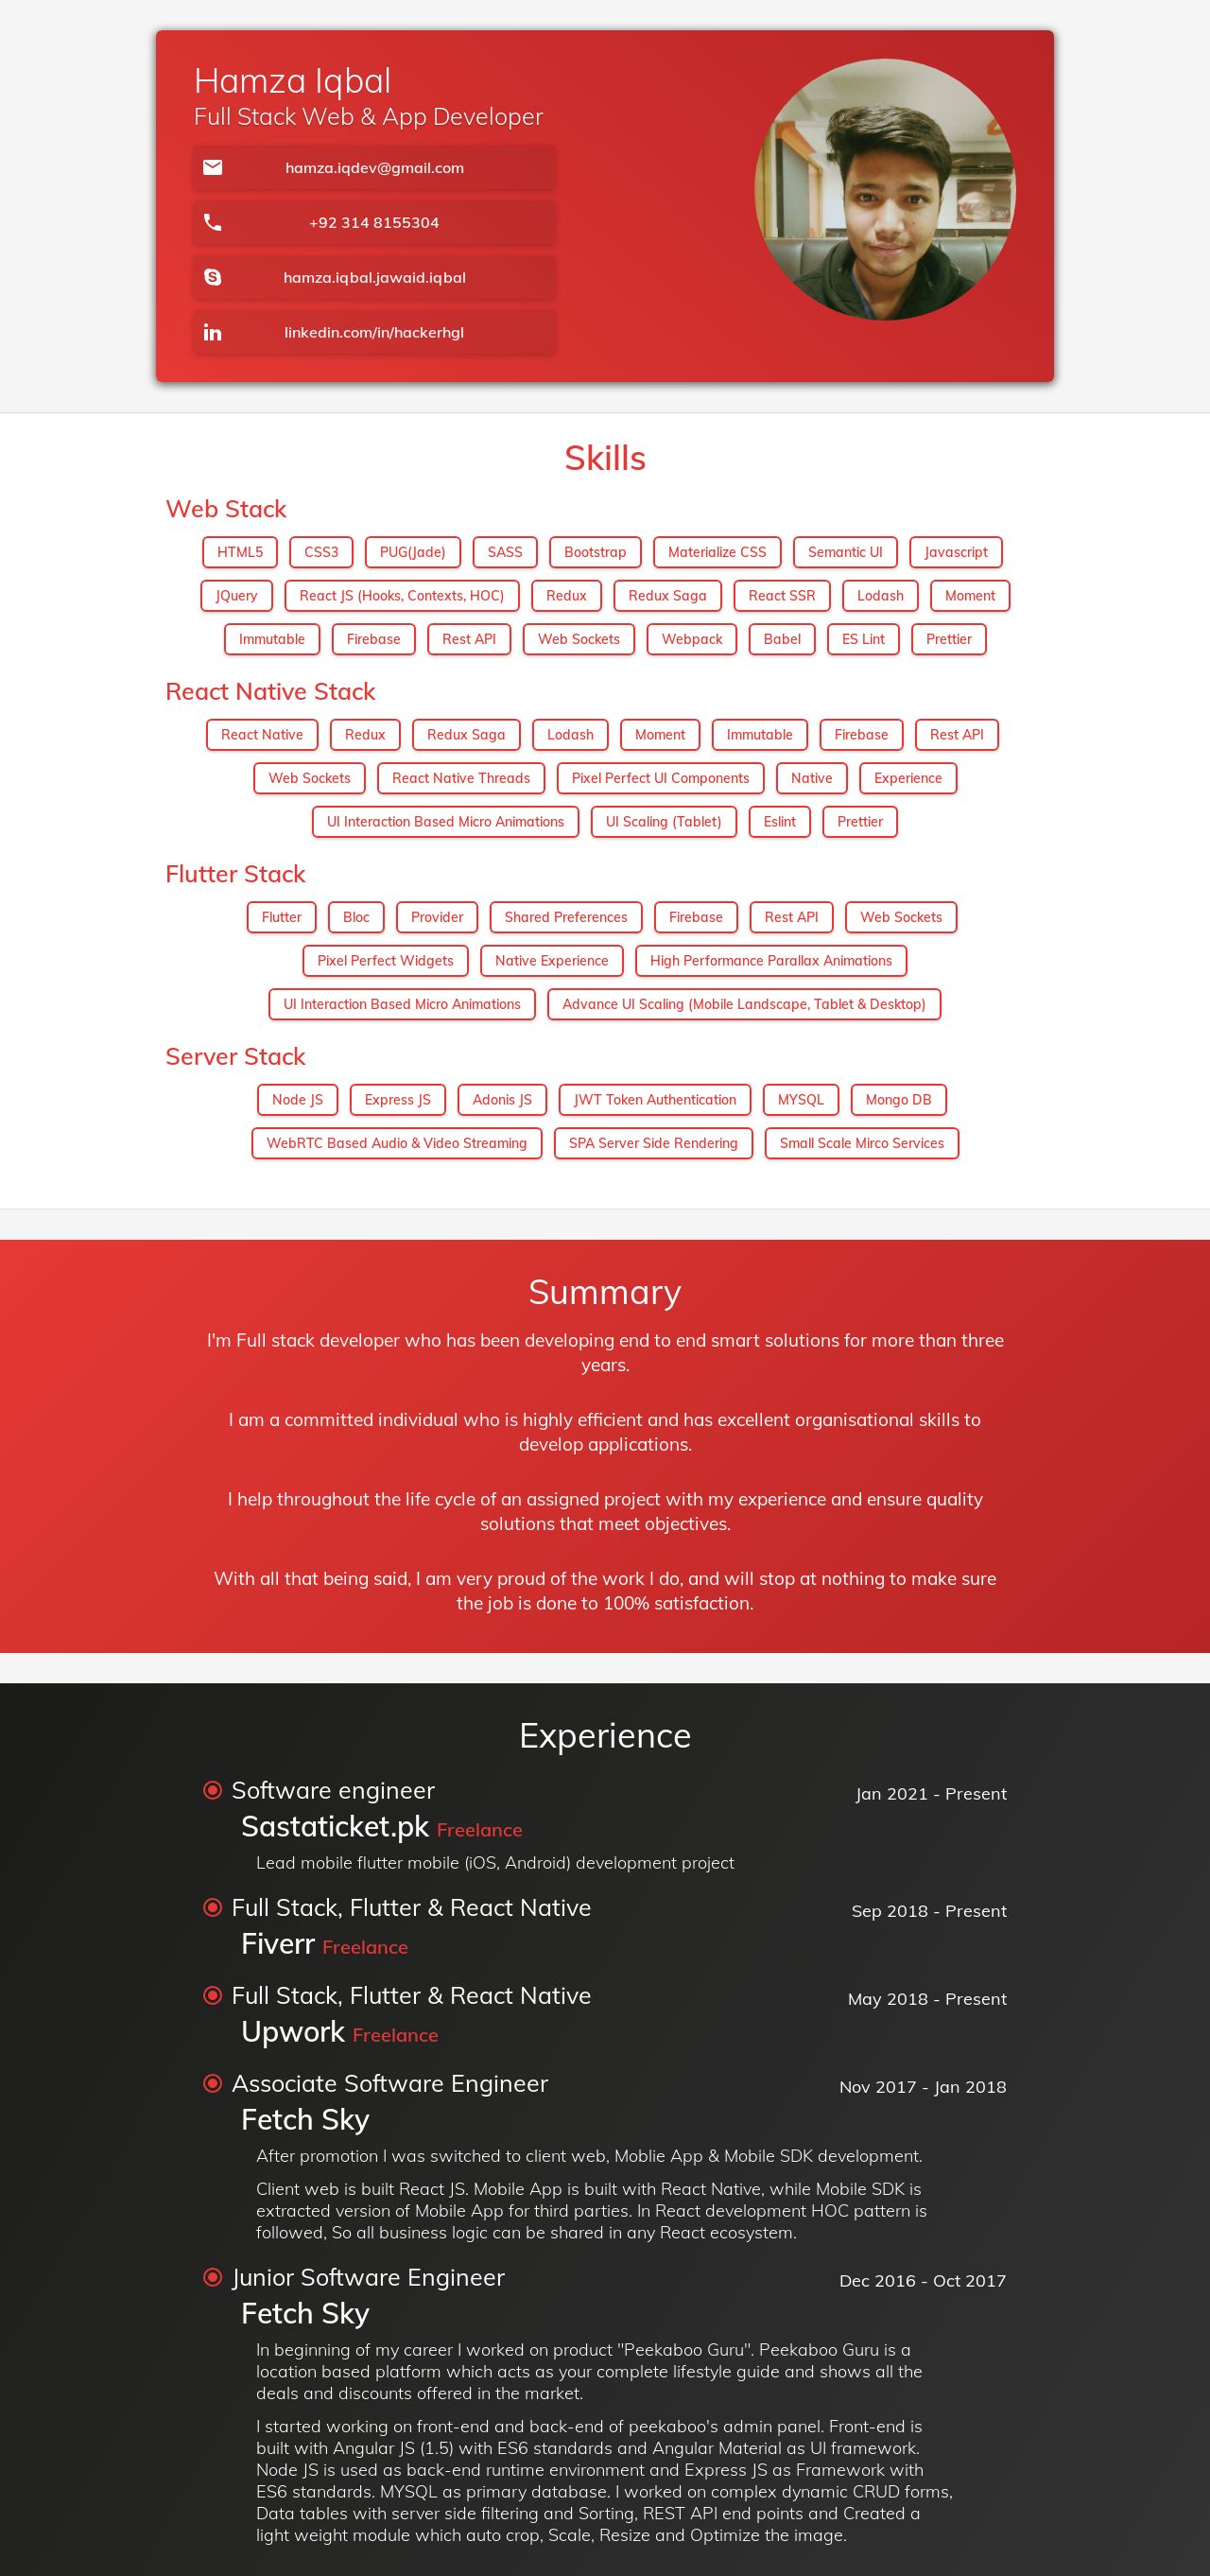 Hamza Iqbal
Full Stack Web & App Developer
hamza.iqdev@gmail.com
+92 314 8155304
hamza.iqbal.jawaid.iqbal
linkedin.com/in/hackerhgl
Skills
Web Stack
HTML5 CSS3 PUG(Jade) SASS Bootstrap Materialize CSS Semantic UI Javascript
JQuery React JS (Hooks, Contexts, HOC) Redux Redux Saga React SSR Lodash Moment
Immutable Firebase Rest API Web Sockets Webpack Babel ES Lint Prettier
React Native Stack
React Native Redux Redux Saga Lodash Moment Immutable Firebase Rest API
Web Sockets React Native Threads Pixel Perfect UI Components Native Experience
UI Interaction Based Micro Animations UI Scaling (Tablet) Eslint Prettier
Flutter Stack
Flutter Bloc Provider Shared Preferences Firebase Rest API Web Sockets
Pixel Perfect Widgets Native Experience High Performance Parallax Animations
UI Interaction Based Micro Animations Advance UI Scaling (Mobile Landscape, Tablet & Desktop)
Server Stack
Node JS Express JS Adonis JS JWT Token Authentication MYSQL Mongo DB
WebRTC Based Audio & Video Streaming SPA Server Side Rendering Small Scale Mirco Services
Summary
I'm Full stack developer who has been developing end to end smart solutions for more than three
years.
I am a committed individual who is highly efficient and has excellent organisational skills to
develop applications.
I help throughout the life cycle of an assigned project with my experience and ensure quality
solutions that meet objectives.
With all that being said, I am very proud of the work I do, and will stop at nothing to make sure
the job is done to 100% satisfaction.
Experience
Software engineer Jan 2021 - Present
Sastaticket.pk Freelance
Lead mobile flutter mobile (iOS, Android) development project
Full Stack, Flutter & React Native Sep 2018 - Present
Fiverr Freelance
Full Stack, Flutter & React Native May 2018 - Present
Upwork Freelance
Associate Software Engineer Nov 2017 - Jan 2018
Fetch Sky
After promotion I was switched to client web, Moblie App & Mobile SDK development.
Client web is built React JS. Mobile App is built with React Native, while Mobile SDK is
extracted version of Mobile App for third parties. In React development HOC pattern is
followed, So all business logic can be shared in any React ecosystem.
Junior Software Engineer Dec 2016 - Oct 2017
Fetch Sky
In beginning of my career I worked on product "Peekaboo Guru". Peekaboo Guru is a
location based platform which acts as your complete lifestyle guide and shows all the
deals and discounts offered in the market.
I started working on front-end and back-end of peekaboo's admin panel. Front-end is
built with Angular JS (1.5) with ES6 standards and Angular Material as UI framework.
Node JS is used as back-end runtime environment and Express JS as Framework with
ES6 standards. MYSQL as primary database. I worked on complex dynamic CRUD forms,
Data tables with server side filtering and Sorting, REST API end points and Created a
light weight module which auto crop, Scale, Resize and Optimize the image.